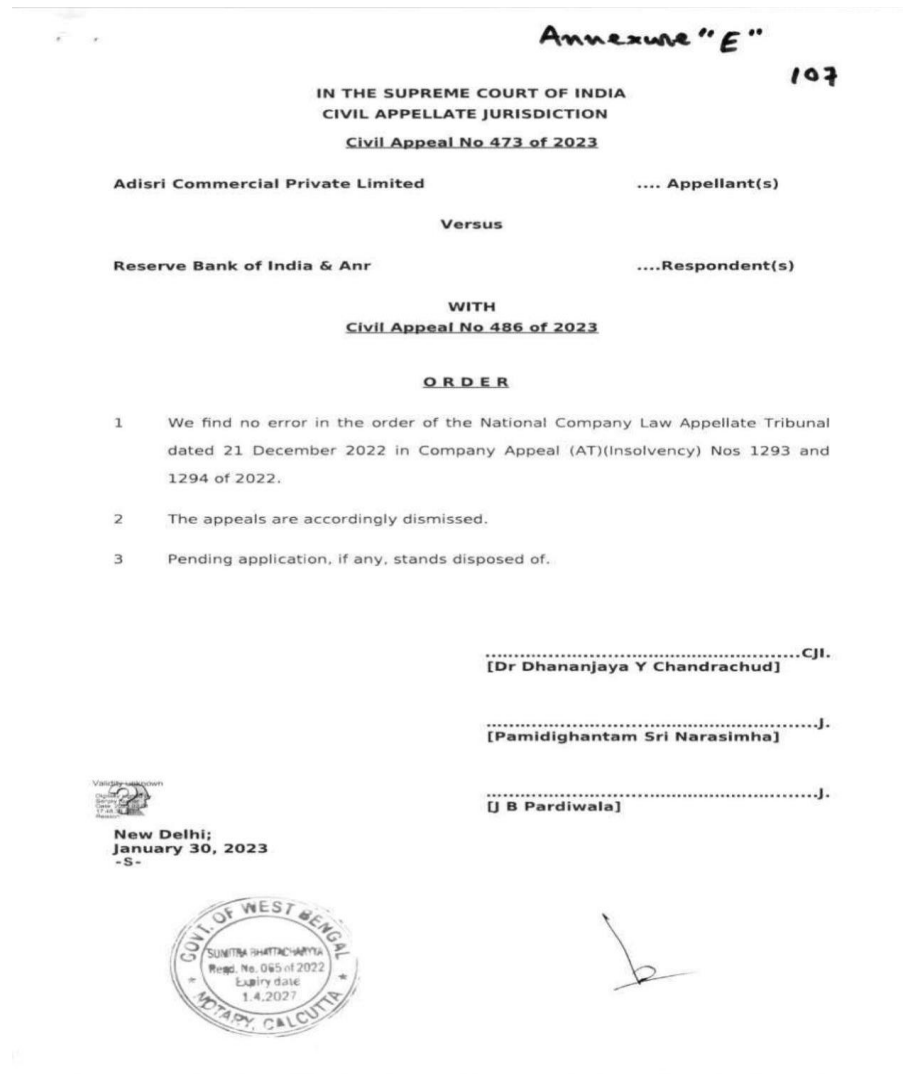 Annexure "E"
107
IN THE SUPREME COURT OF INDIA
CIVIL APPELLATE JURISDICTION
Civil Appeal No 473 of 2023
Adisri Commercial Private Limited .... Appellant(s)
Versus
Reserve Bank of India & Anr ....Respondent(s)
WITH
Civil Appeal No 486 of 2023
O R D E R
1 We find no error in the order of the National Company Law Appellate Tribunal
dated 21 December 2022 in Company Appeal (AT)(Insolvency) Nos 1293 and
1294 of 2022.
2 The appeals are accordingly dismissed.
3 Pending application, if any, stands disposed of.
.....................................................CJI.
[Dr Dhananjaya Y Chandrachud]
........................................................J.
[Pamidighantam Sri Narasimha]
........................................................J.
[J B Pardiwala]
Validity unknown
New Delhi;
January 30, 2023
-S-
GOVT. OF WEST BENGAL
SUMITRA BHATTACHARYYA
Regd. No. 065 of 2022
Expiry date
1.4.2027
NOTARY, CALCUTTA